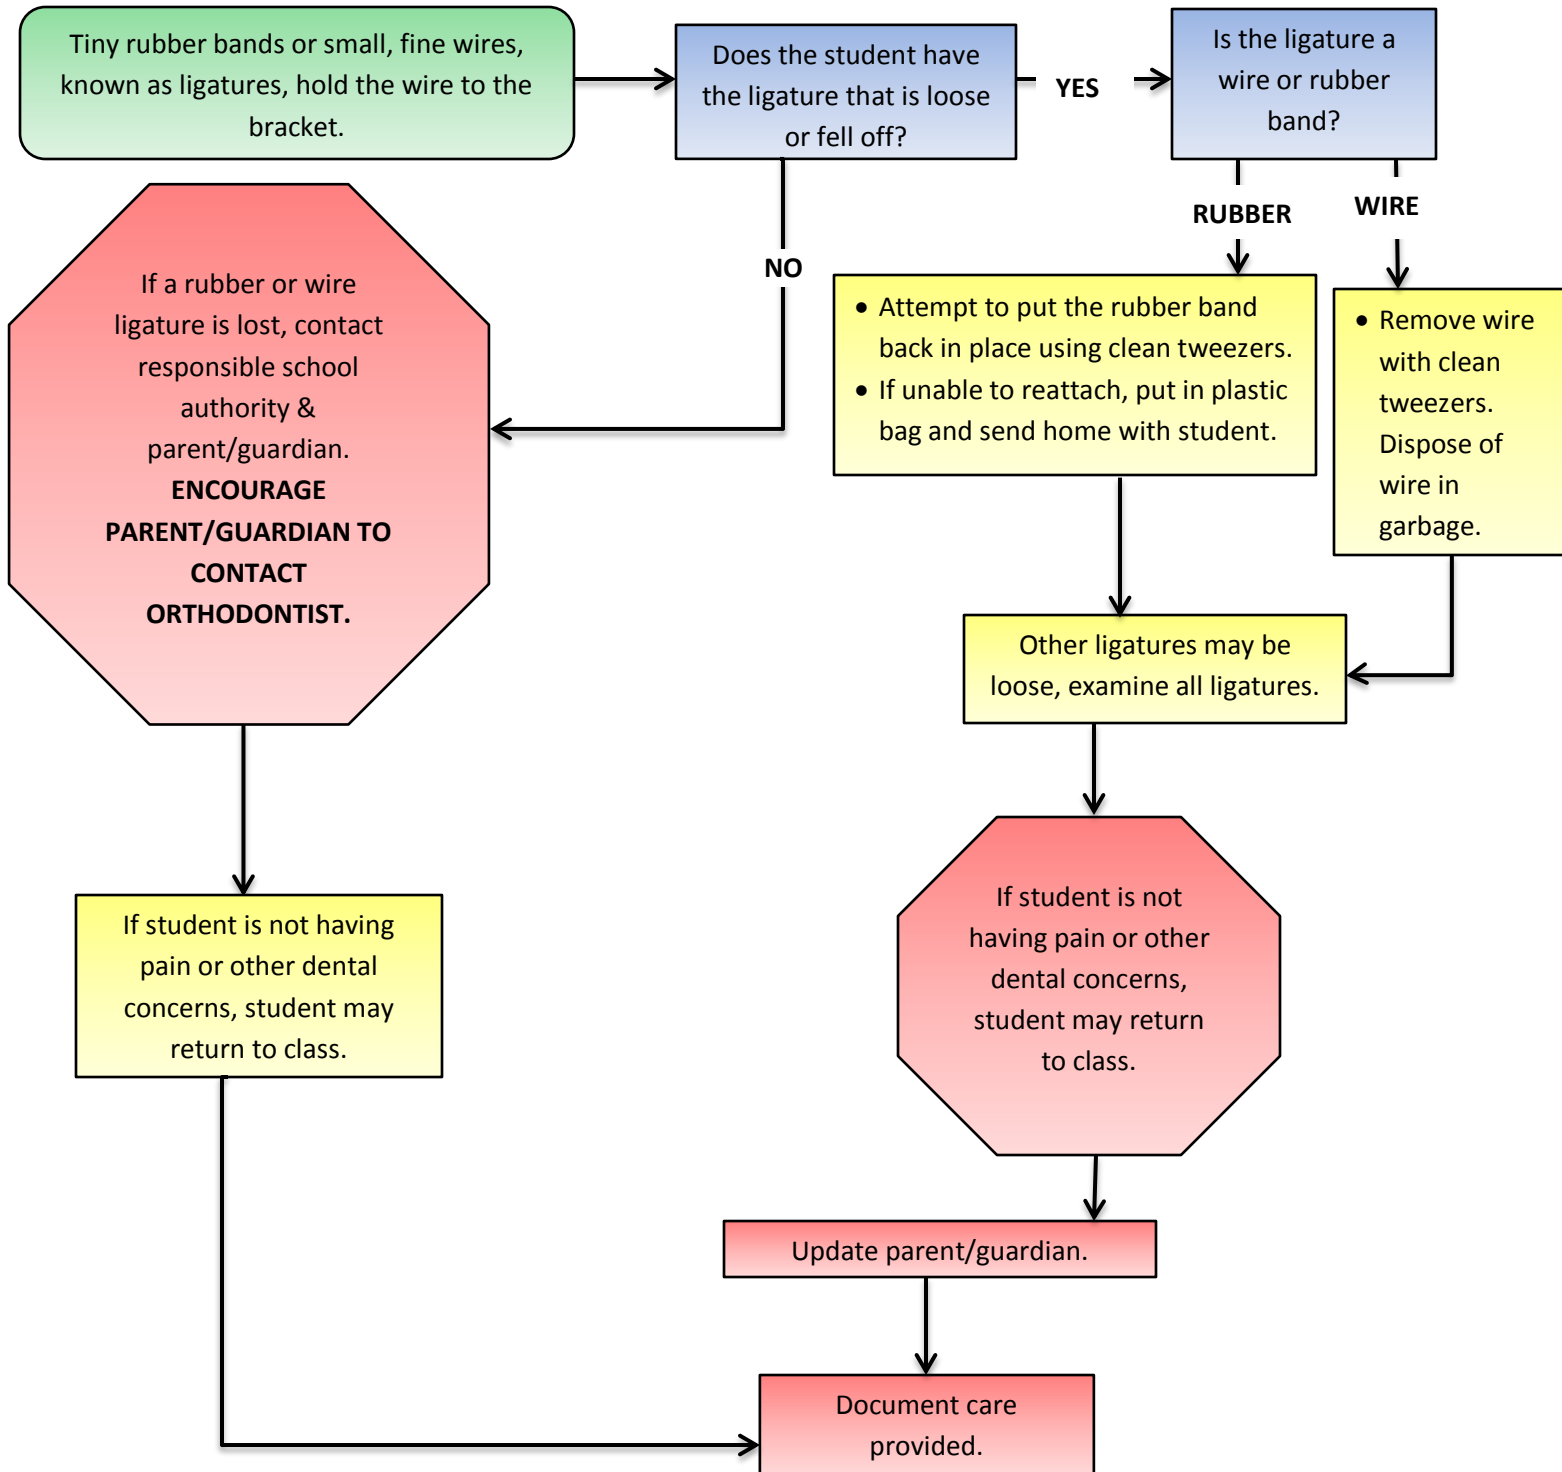 Tiny rubber bands or small, fine wires,
known as ligatures, hold the wire to the
bracket.
Does the student have
the ligature that is loose
or fell off?
YES
Is the ligature a
wire or rubber
band?
RUBBER
WIRE
NO
If a rubber or wire
ligature is lost, contact
responsible school
authority &
parent/guardian.
ENCOURAGE
PARENT/GUARDIAN TO
CONTACT
ORTHODONTIST.
• Attempt to put the rubber band
back in place using clean tweezers.
• If unable to reattach, put in plastic
bag and send home with student.
• Remove wire
with clean
tweezers.
Dispose of
wire in
garbage.
Other ligatures may be
loose, examine all ligatures.
If student is not having
pain or other dental
concerns, student may
return to class.
If student is not
having pain or other
dental concerns,
student may return
to class.
Update parent/guardian.
Document care
provided.